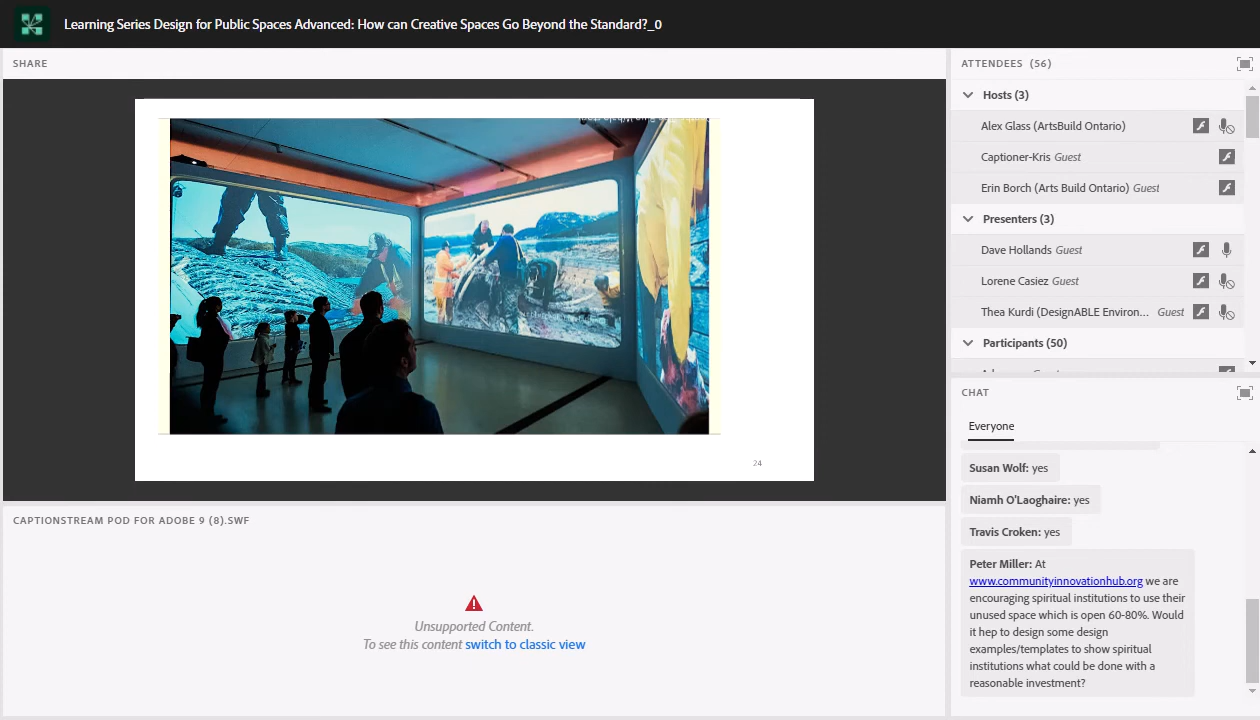 Learning Series Design for Public Spaces Advanced: How can Creative Spaces Go Beyond the Standard?_0
SHARE
24
CAPTIONSTREAM POD FOR ADOBE 9 (8).SWF
Unsupported Content.
To see this content switch to classic view
ATTENDEES (56)
Hosts (3)
Alex Glass (ArtsBuild Ontario)
Captioner-Kris Guest
Erin Borch (Arts Build Ontario) Guest
Presenters (3)
Dave Hollands Guest
Lorene Casiez Guest
Thea Kurdi (DesignABLE Environ... Guest
Participants (50)
CHAT
Everyone
Susan Wolf: yes
Niamh O'Laoghaire: yes
Travis Croken: yes
Peter Miller: At
www.communityinnovationhub.org we are
encouraging spiritual institutions to use their
unused space which is open 60-80%. Would
it hep to design some design
examples/templates to show spiritual
institutions what could be done with a
reasonable investment?